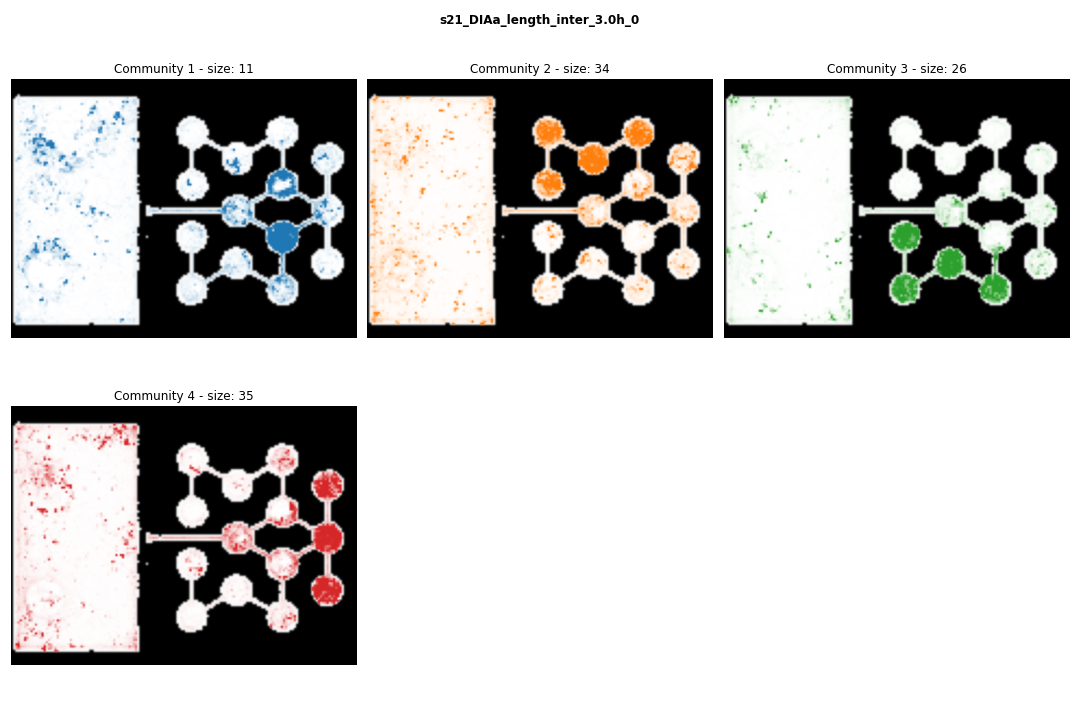 s21_DIAa_length_inter_3.0h_0
Community 1 - size: 11
Community 2 - size: 34
Community 3 - size: 26
Community 4 - size: 35